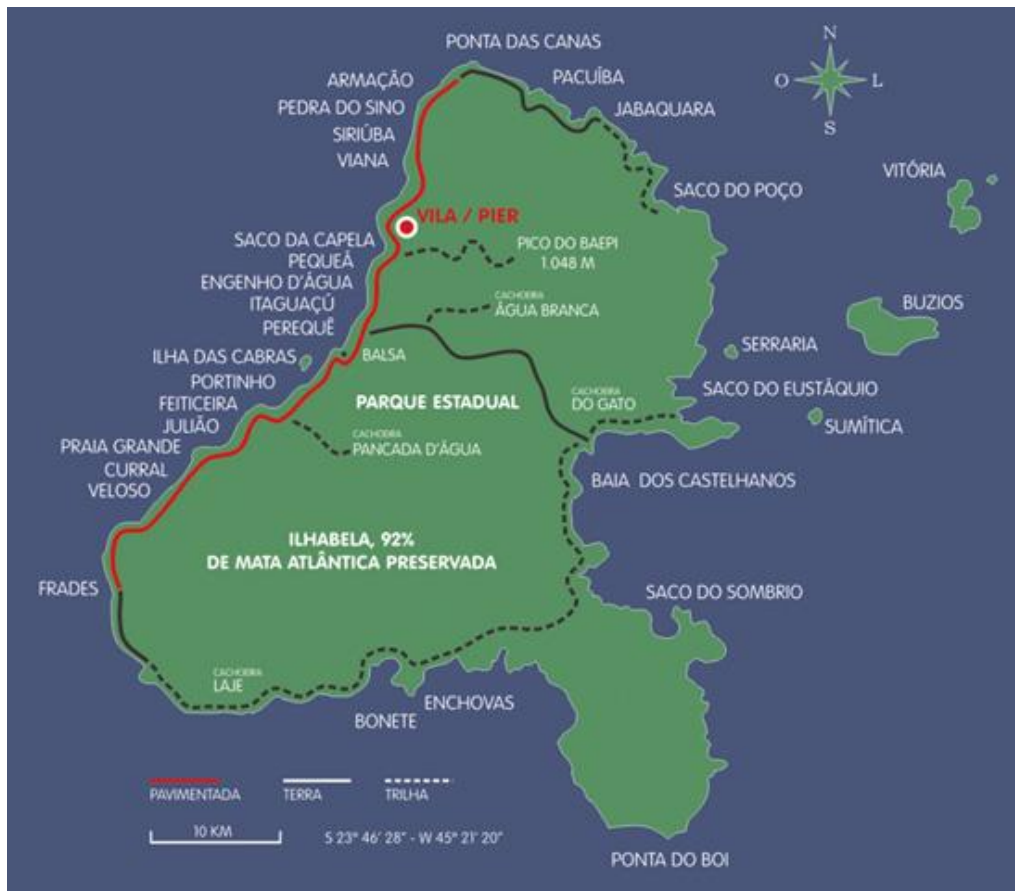 PONTA DAS CANAS
N
O
L
S
ARMAÇÃO
PACUÍBA
PEDRA DO SINO
JABAQUARA
SIRIÚBA
VIANA
VITÓRIA
SACO DO POÇO
VILA / PIER
SACO DA CAPELA
PICO DO BAEPI
1.048 M
PEQUEÁ
ENGENHO D'ÁGUA
ITAGUAÇÚ
CACHOEIRA
ÁGUA BRANCA
BUZIOS
PEREQUÊ
ILHA DAS CABRAS
BALSA
SERRARIA
PORTINHO
FEITICEIRA
JULIÃO
PARQUE ESTADUAL
CACHOEIRA
DO GATO
SACO DO EUSTÁQUIO
SUMÍTICA
PRAIA GRANDE
CURRAL
VELOSO
CACHOEIRA
PANCADA D'ÁGUA
BAIA DOS CASTELHANOS
ILHABELA, 92%
DE MATA ATLÂNTICA PRESERVADA
FRADES
SACO DO SOMBRIO
CACHOEIRA
LAJE
ENCHOVAS
BONETE
PAVIMENTADA
TERRA
TRILHA
10 KM
S 23° 46' 28" - W 45° 21' 20"
PONTA DO BOI